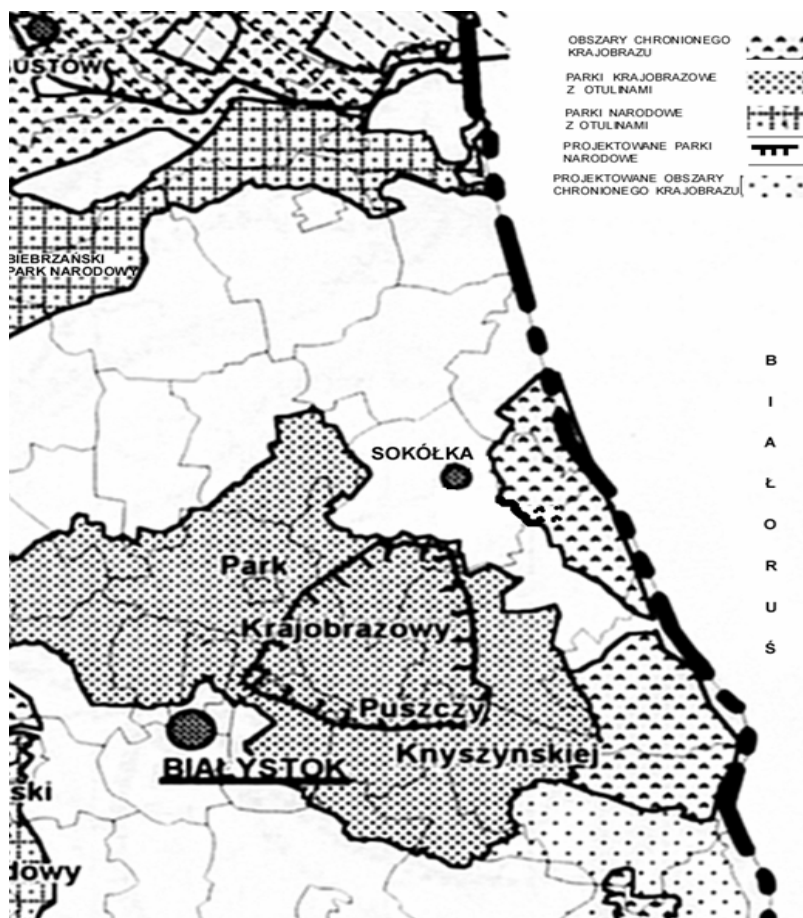 OBSZARY CHRONIONEGO
KRAJOBRAZU
PARKI KRAJOBRAZOWE
Z OTULINAMI
PARKI NARODOWE
Z OTULINAMI
PROJEKTOWANE PARKI
NARODOWE
PROJEKTOWANE OBSZARY
CHRONIONEGO KRAJOBRAZU
USTÓW
BIEBRZAŃSKI
PARK NARODOWY
B
I
A
Ł
O
R
U
Ś
SOKÓŁKA
Park
Krajobrazowy
Puszczy
Knyszyńskiej
BIAŁYSTOK
ski
dowy